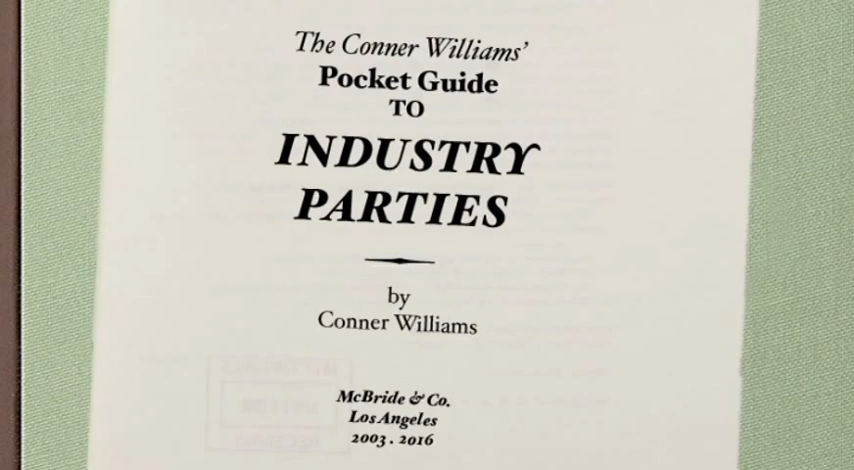 The Conner Williams'
Pocket Guide
TO
INDUSTRY
PARTIES
by
Conner Williams
McBride & Co.
Los Angeles
2003 . 2016